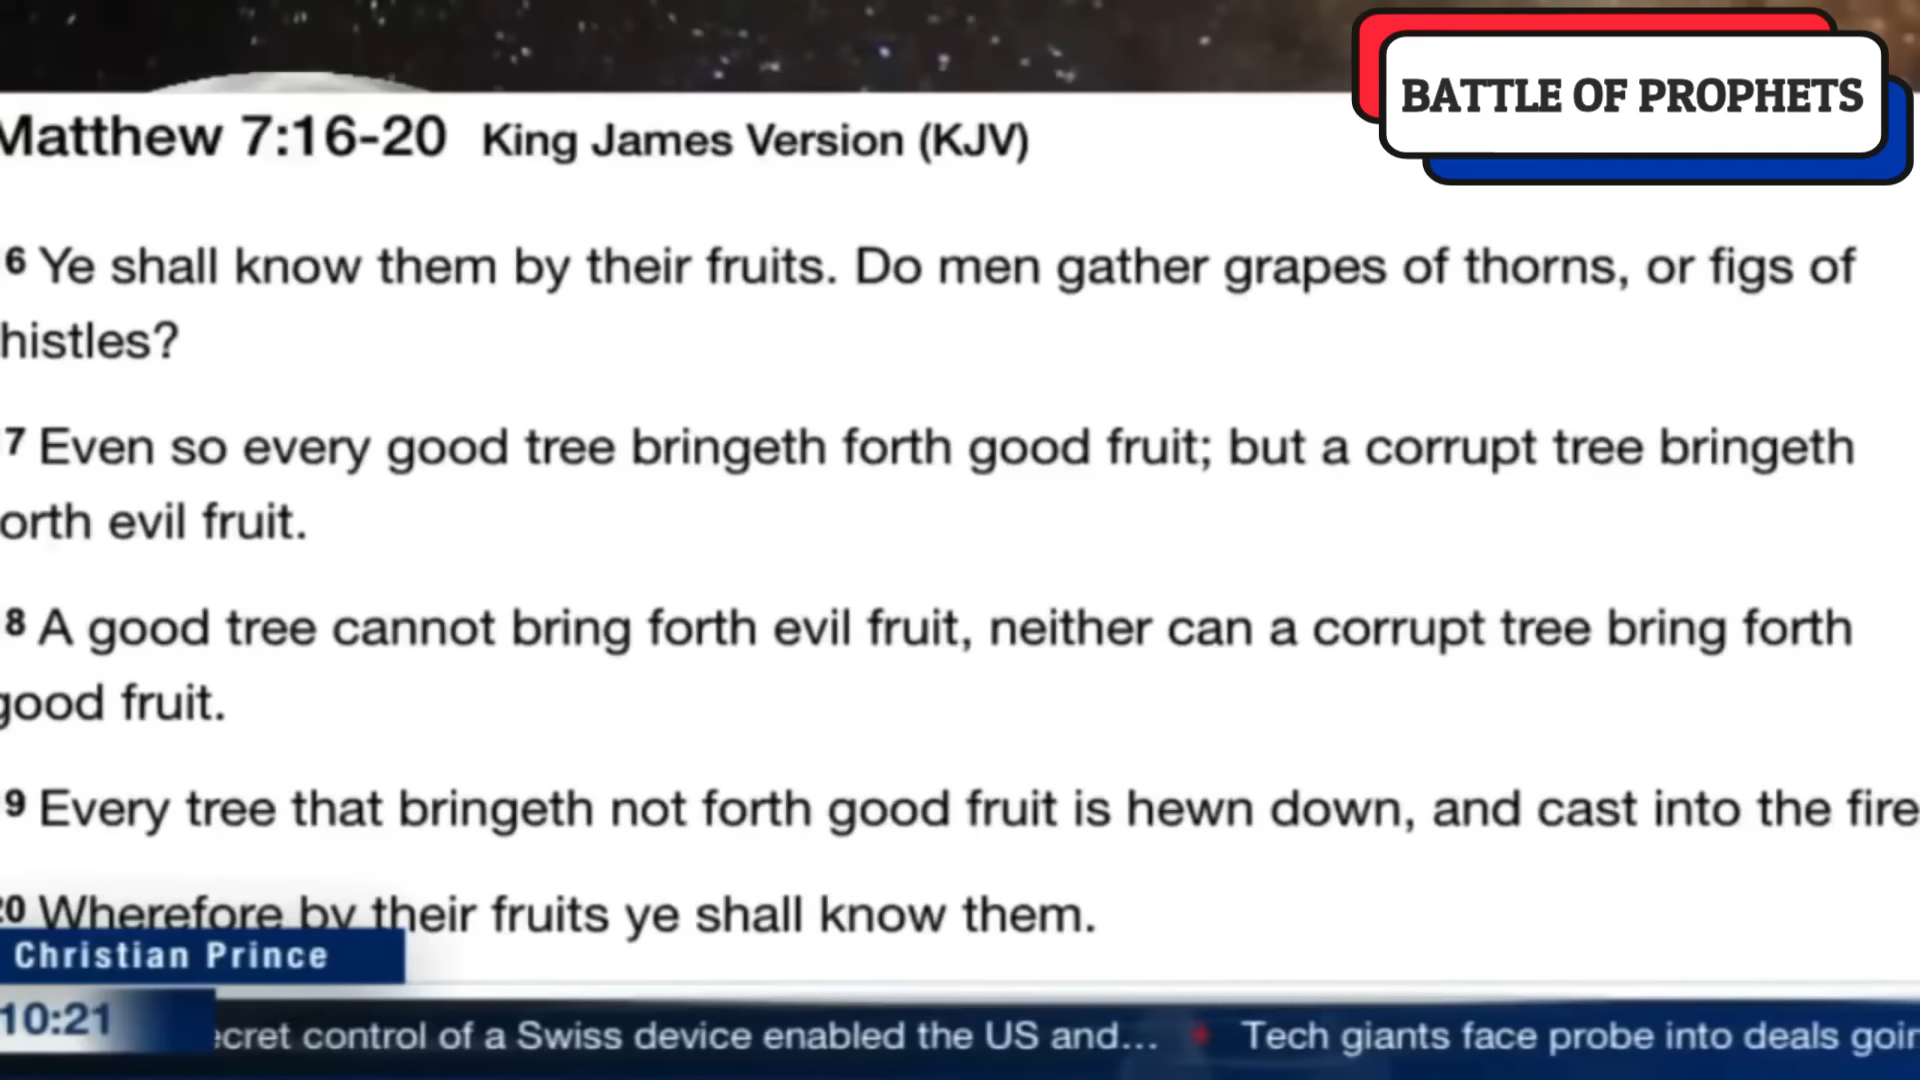 BATTLE OF PROPHETS
Matthew 7:16-20 King James Version (KJV)
6 Ye shall know them by their fruits. Do men gather grapes of thorns, or figs of
histles?
7 Even so every good tree bringeth forth good fruit; but a corrupt tree bringeth
orth evil fruit.
8 A good tree cannot bring forth evil fruit, neither can a corrupt tree bring forth
good fruit.
9 Every tree that bringeth not forth good fruit is hewn down, and cast into the fire
20 Wherefore by their fruits ye shall know them.
Christian Prince
10:21
ecret control of a Swiss device enabled the US and... Tech giants face probe into deals goin